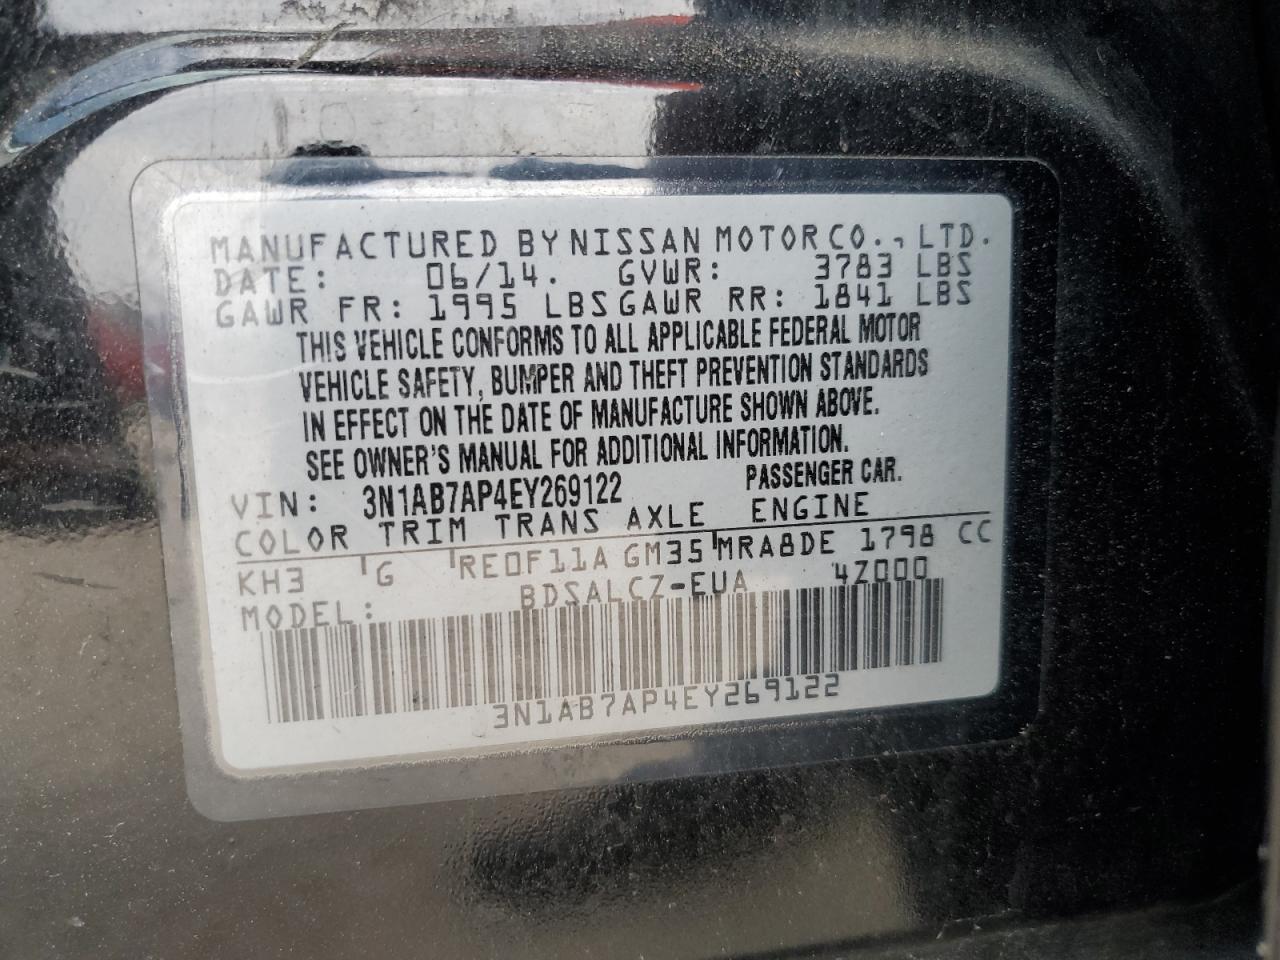 MANUFACTURED BY NISSAN MOTOR CO., LTD.
DATE: 06/14. GVWR: 3783 LBS
GAWR FR: 1995 LBS GAWR RR: 1841 LBS
THIS VEHICLE CONFORMS TO ALL APPLICABLE FEDERAL MOTOR
VEHICLE SAFETY, BUMPER AND THEFT PREVENTION STANDARDS
IN EFFECT ON THE DATE OF MANUFACTURE SHOWN ABOVE.
SEE OWNER'S MANUAL FOR ADDITIONAL INFORMATION.
VIN: 3N1AB7AP4EY269122 PASSENGER CAR.
COLOR TRIM TRANS AXLE ENGINE
KH3 G RE0F11A GM35 MRA8DE 1798 CC
MODEL: BDSALCZ-EUA 4Z000
3N1AB7AP4EY269122